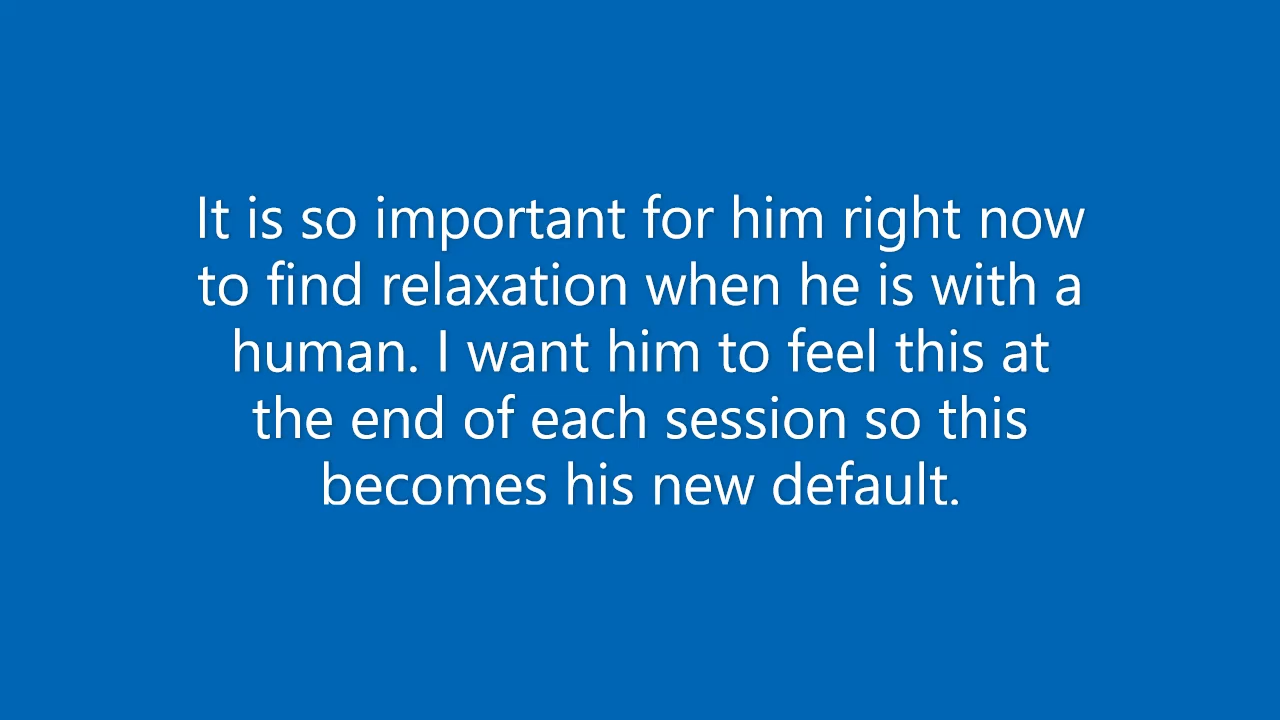 It is so important for him right now
to find relaxation when he is with a
human. I want him to feel this at
the end of each session so this
becomes his new default.